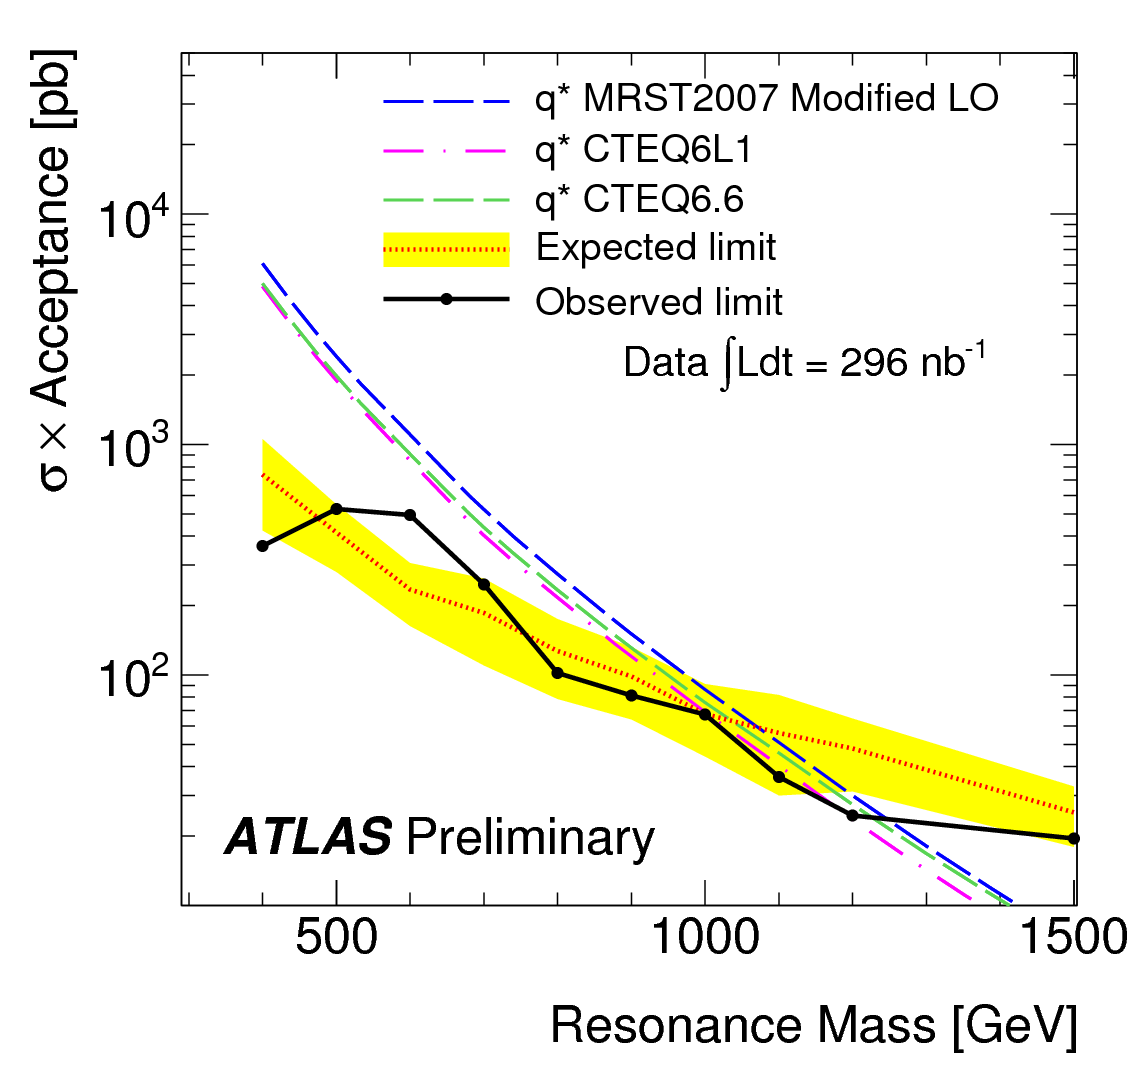 σ × Acceptance [pb]
q* MRST2007 Modified LO
q* CTEQ6L1
q* CTEQ6.6
Expected limit
Observed limit
Data ∫Ldt = 296 nb⁻¹
10⁴
10³
10²
ATLAS Preliminary
500 1000 1500
Resonance Mass [GeV]